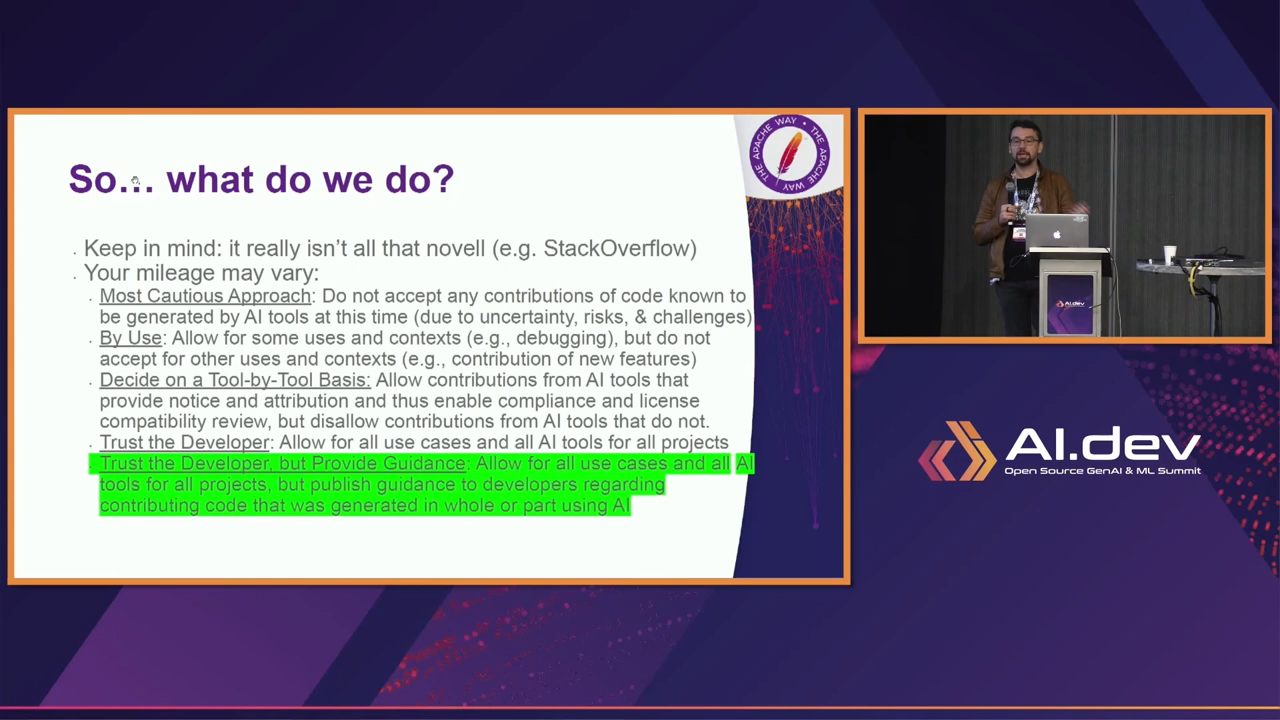 So... what do we do?
THE APACHE WAY • THE APACHE WAY •
Keep in mind: it really isn't all that novell (e.g. StackOverflow)
Your mileage may vary:
Most Cautious Approach: Do not accept any contributions of code known to
be generated by AI tools at this time (due to uncertainty, risks, & challenges)
By Use: Allow for some uses and contexts (e.g., debugging), but do not
accept for other uses and contexts (e.g., contribution of new features)
Decide on a Tool-by-Tool Basis: Allow contributions from AI tools that
provide notice and attribution and thus enable compliance and license
compatibility review, but disallow contributions from AI tools that do not.
Trust the Developer: Allow for all use cases and all AI tools for all projects
Trust the Developer, but Provide Guidance: Allow for all use cases and all AI
tools for all projects, but publish guidance to developers regarding
contributing code that was generated in whole or part using AI
AI.dev
AI.dev
Open Source GenAI & ML Summit